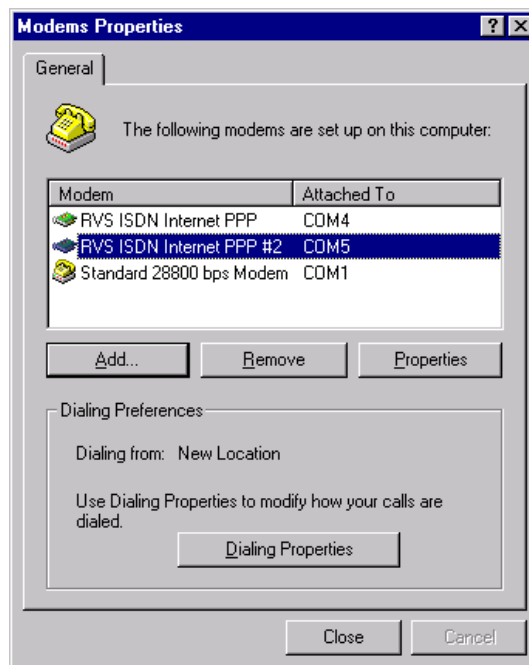 Modems Properties ? ×
General
The following modems are set up on this computer:
Modem Attached To
RVS ISDN Internet PPP COM4
RVS ISDN Internet PPP #2 COM5
Standard 28800 bps Modem COM1
Add... Remove Properties
Dialing Preferences
Dialing from: New Location
Use Dialing Properties to modify how your calls are
dialed.
Dialing Properties
Close Cancel